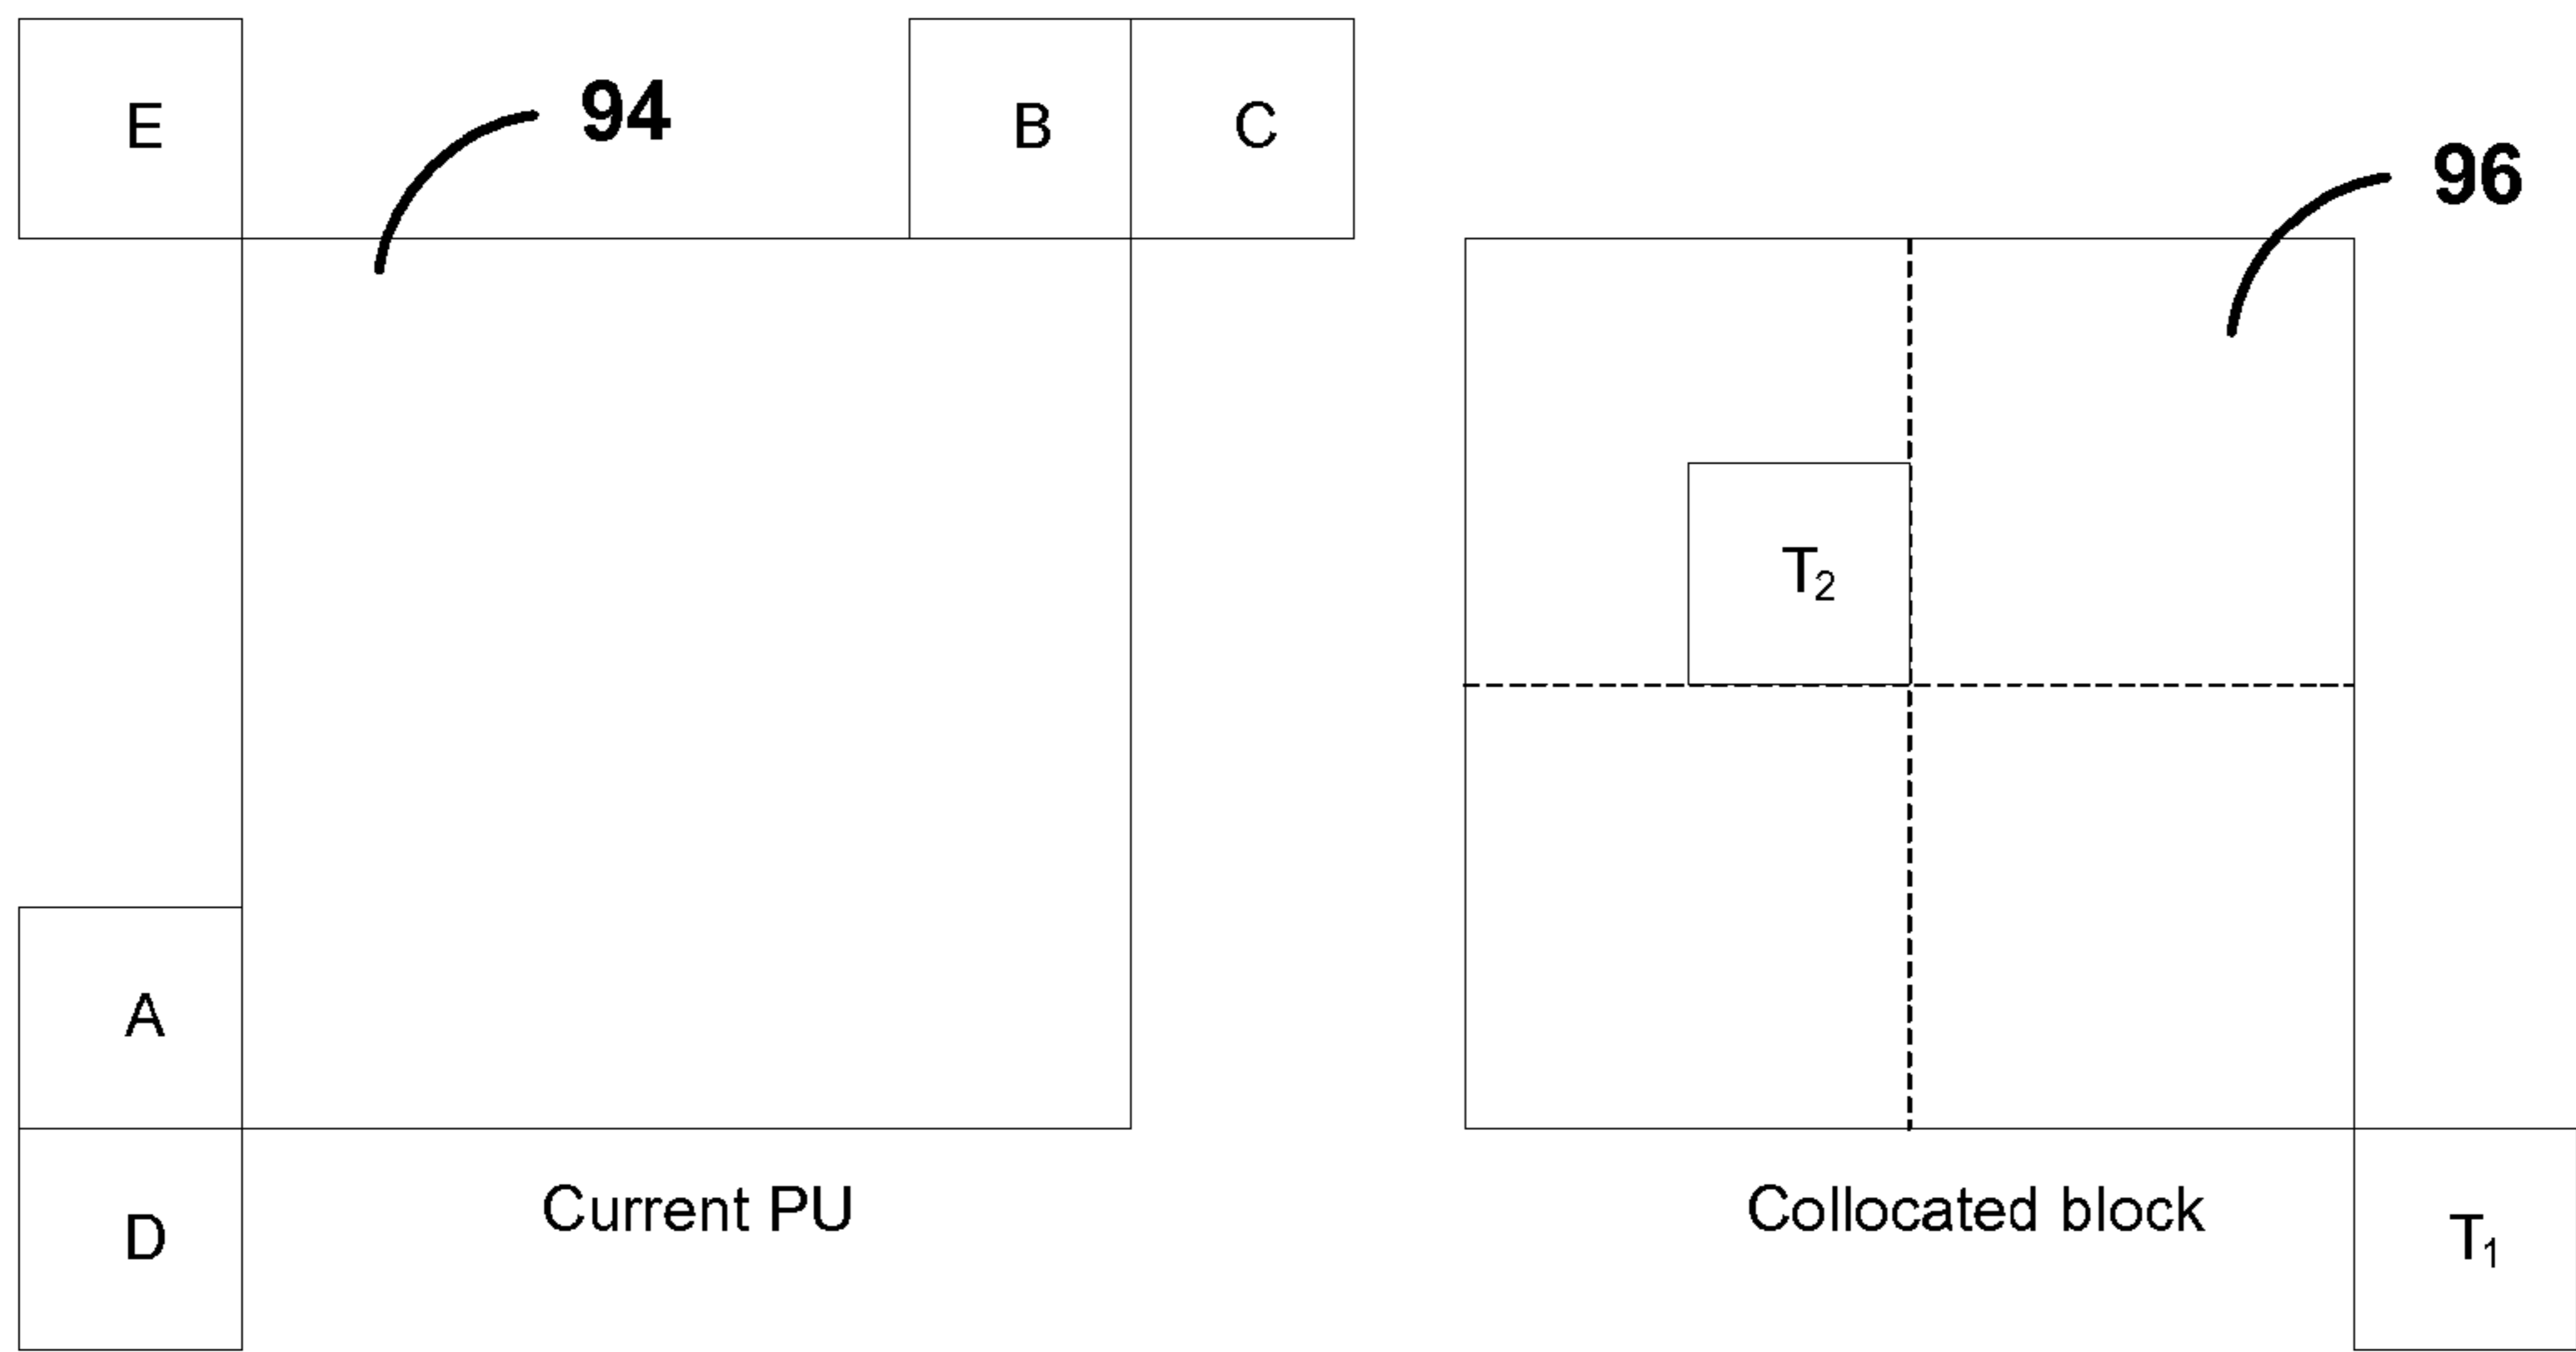 E
94
B
C
96
T₂
A
D
Current PU
Collocated block
T₁